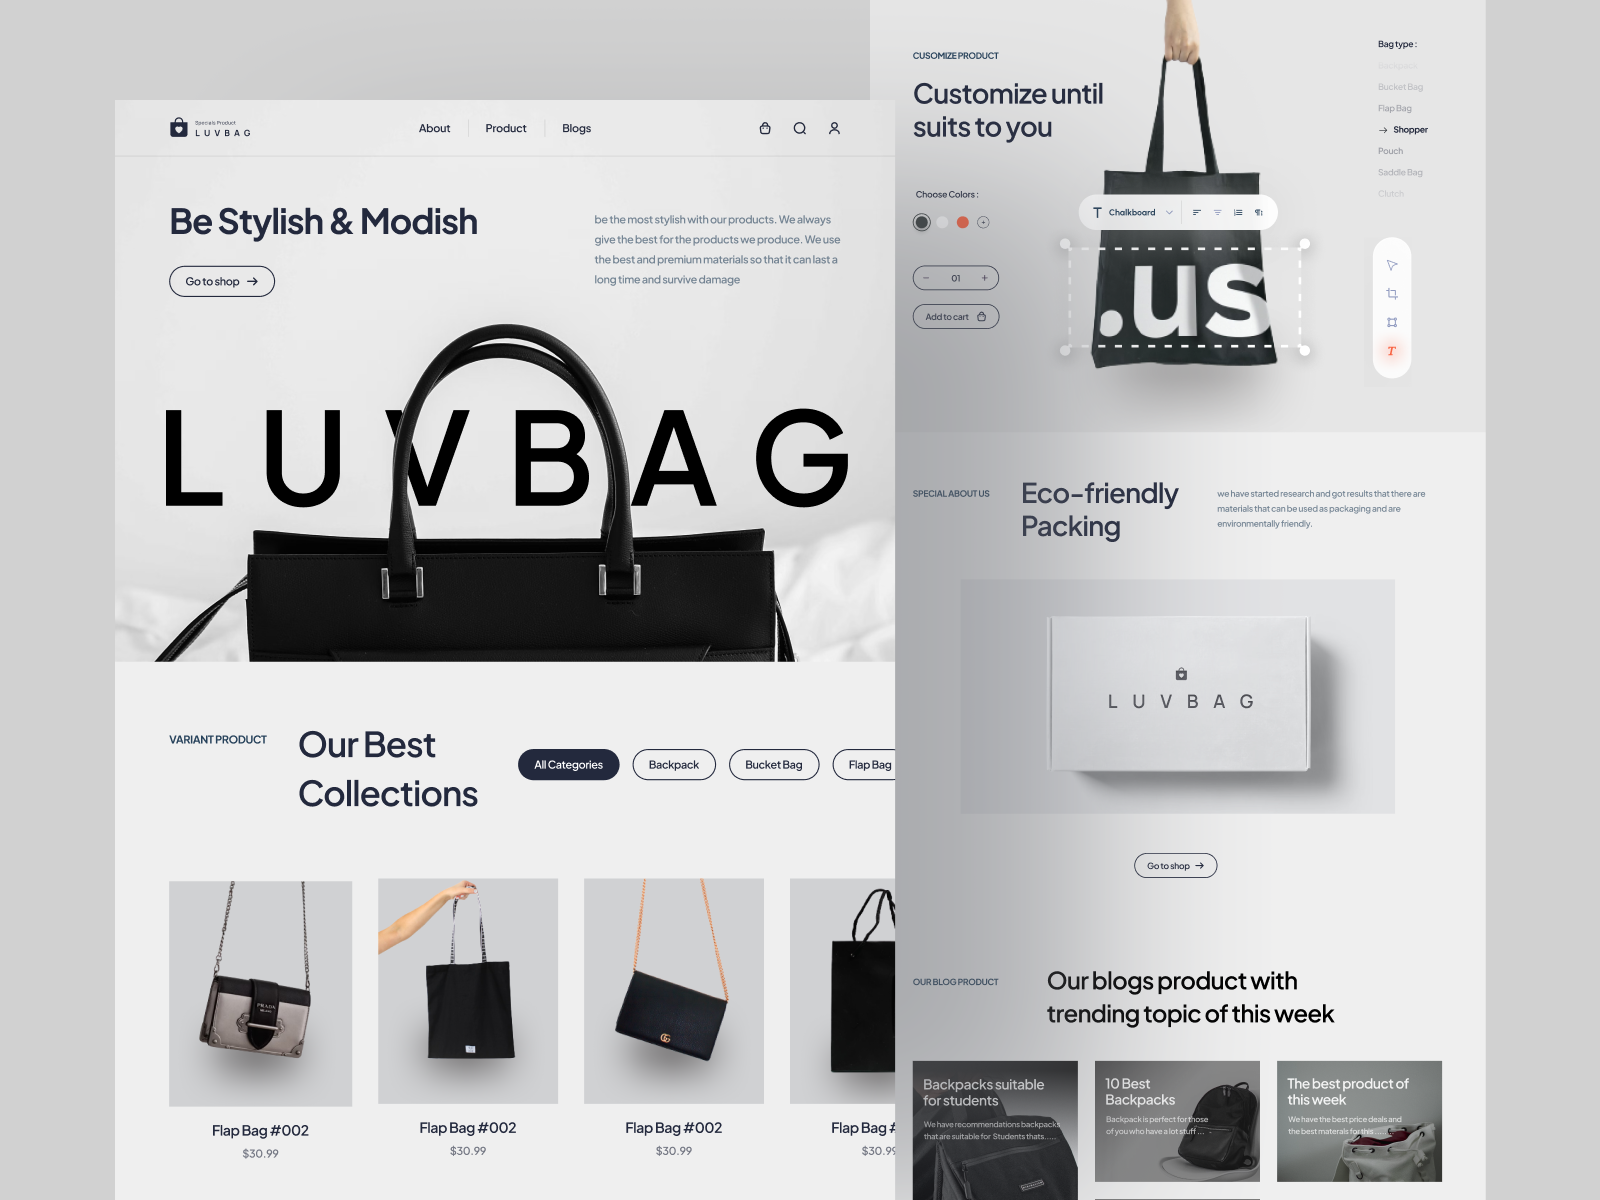 Specials Product
LUVBAG
About
Product
Blogs
Be Stylish & Modish
Go to shop
be the most stylish with our products. We always
give the best for the products we produce. We use
the best and premium materials so that it can last a
long time and survive damage
LUVBAG
VARIANT PRODUCT
Our Best
Collections
All Categories
Backpack
Bucket Bag
Flap Bag
PRADA
MILANO
Flap Bag #002
$30.99
Flap Bag #002
$30.99
Flap Bag #002
$30.99
Flap Bag #
$30.99
CUSOMIZE PRODUCT
Customize until
suits to you
Choose Colors :
01
Add to cart
T Chalkboard
.us
Bag type :
Backpack
Bucket Bag
Flap Bag
Shopper
Pouch
Saddle Bag
Clutch
T
SPECIAL ABOUT US
Eco-friendly
Packing
we have started research and got results that there are
materials that can be used as packaging and are
environmentally friendly.
LUVBAG
Go to shop
OUR BLOG PRODUCT
Our blogs product with
trending topic of this week
Backpacks suitable
for students
We have recommendations backpacks
that are suitable for Students thats.....
10 Best
Backpacks
Backpack is perfect for those
of you who have a lot stuff ...
The best product of
this week
We have the best price deals and
the best materals for this .....